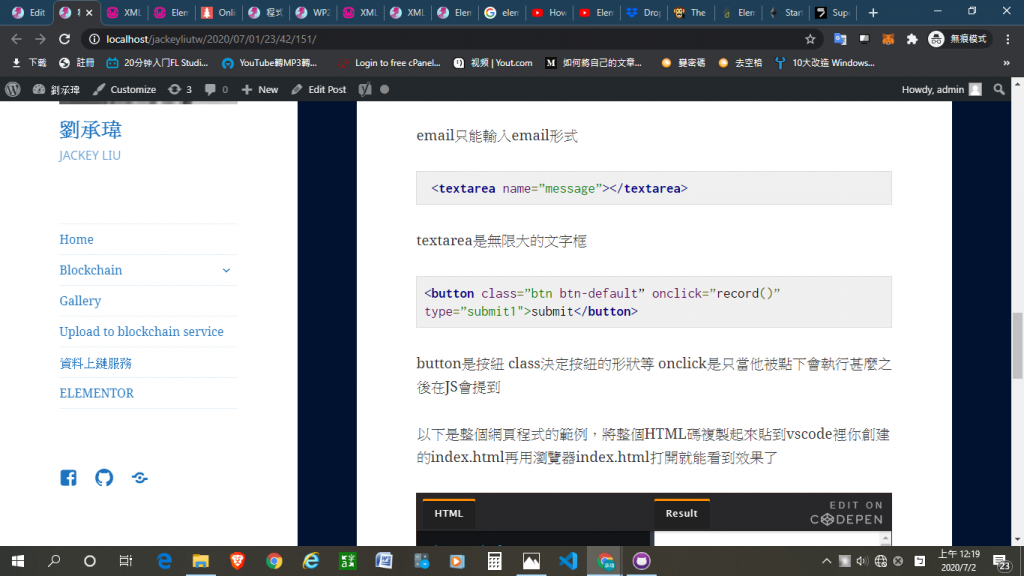 Edit
XML
Elen
Onli
程式
WP2
XML
XML
Elen
elen
How
Elen
Drop
The
Elen
Start
Supe
localhost/jackeyliutw/2020/07/01/23/42/151/
無痕模式
下載
註冊
20分钟入门FL Studi...
YouTube轉MP3轉...
Login to free cPanel...
视频 | Yout.com
M 如何將自己的文章...
變密碼
去空格
10大改造 Windows...
»
劉承瑋
Customize
3
0
New
Edit Post
Howdy, admin
劉承瑋
JACKEY LIU
Home
Blockchain
Gallery
Upload to blockchain service
資料上鏈服務
ELEMENTOR
email只能輸入email形式
<textarea name="message"></textarea>
textarea是無限大的文字框
<button class="btn btn-default" onclick="record()"
type="submit1">submit</button>
button是按纽 class決定按纽的形狀等 onclick是只當他被點下會執行甚麼之
後在JS會提到
以下是整個網頁程式的範例，將整個HTML碼複製起來貼到vscode裡你創建
的index.html再用瀏覽器index.html打開就能看到效果了
HTML
Result
EDIT ON
CODEPEN
上午 12:19
2020/7/2
23